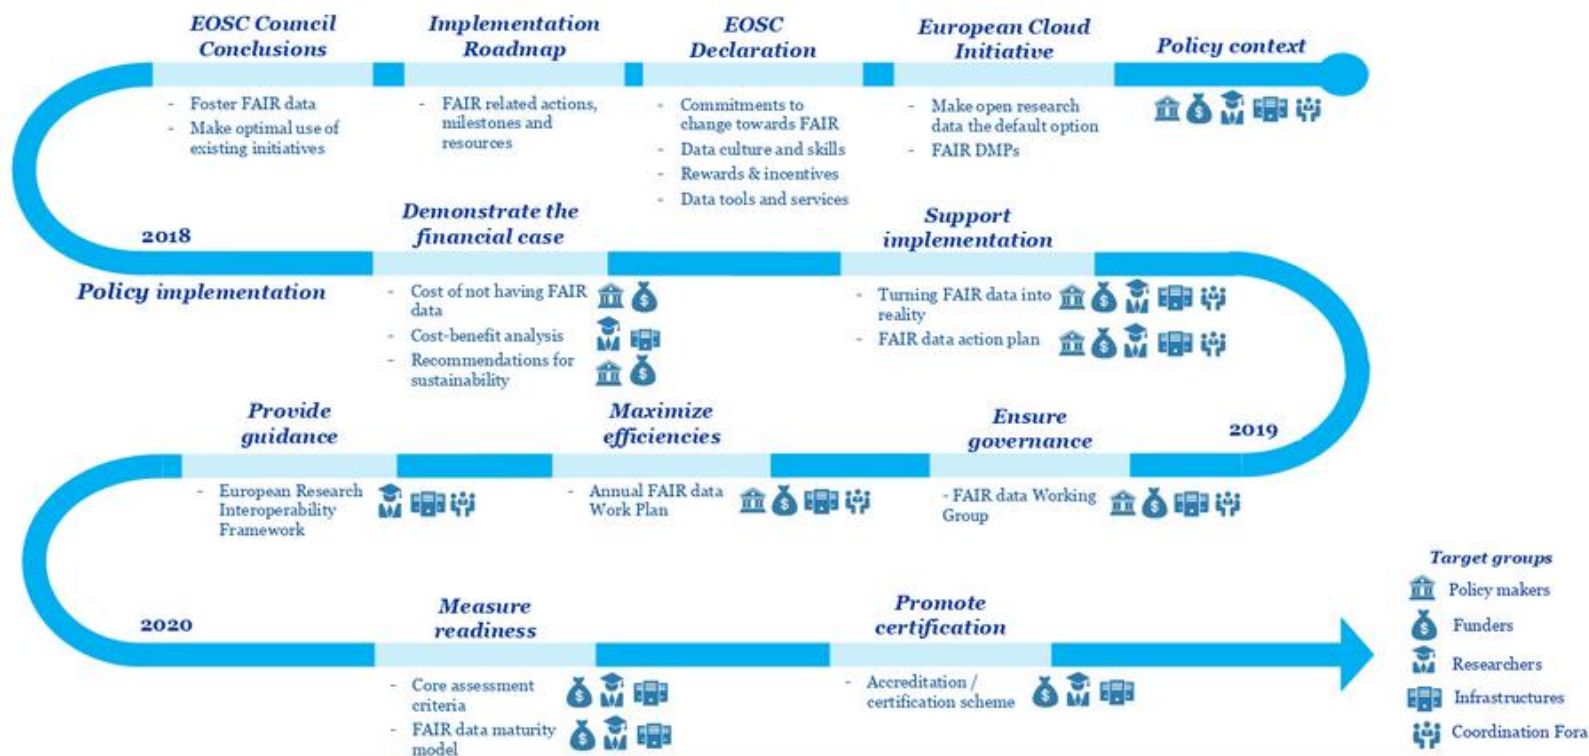 EOSC Council
Conclusions
- Foster FAIR data
- Make optimal use of
existing initiatives
Implementation
Roadmap
- FAIR related actions,
milestones and
resources
EOSC
Declaration
- Commitments to
change towards FAIR
- Data culture and skills
- Rewards & incentives
- Data tools and services
European Cloud
Initiative
- Make open research
data the default option
- FAIR DMPs
Policy context
2018
Policy implementation
Demonstrate the
financial case
- Cost of not having FAIR
data
- Cost-benefit analysis
- Recommendations for
sustainability
Support
implementation
- Turning FAIR data into
reality
- FAIR data action plan
Provide
guidance
- European Research
Interoperability
Framework
Maximize
efficiencies
- Annual FAIR data
Work Plan
Ensure
governance
- FAIR data Working
Group
2019
2020
Measure
readiness
- Core assessment
criteria
- FAIR data maturity
model
Promote
certification
- Accreditation /
certification scheme
Target groups
Policy makers
Funders
Researchers
Infrastructures
Coordination Fora